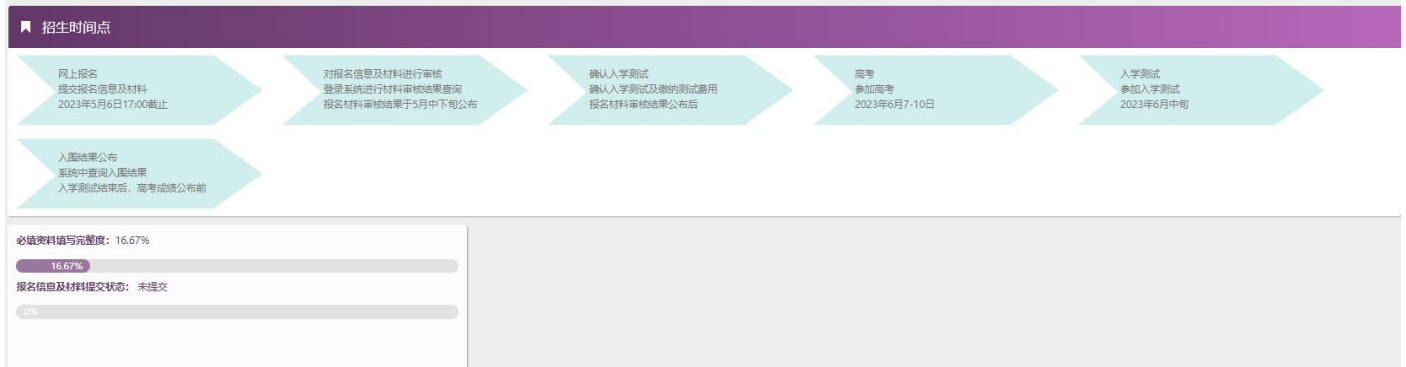 招生时间点
网上报名
提交报名信息及材料
2023年5月6日17:00截止
对报名信息及材料进行审核
登录系统进行材料审核结果查询
报名材料审核结果于5月中下旬公布
确认入学测试
确认入学测试及缴纳测试费用
报名材料审核结果公布后
高考
参加高考
2023年6月7-10日
入学测试
参加入学测试
2023年6月中旬
入围结果公布
系统中查询入围结果
入学测试结束后，高考成绩公布前
必填资料填写完整度：16.67%
16.67%
报名信息及材料提交状态： 未提交
0%